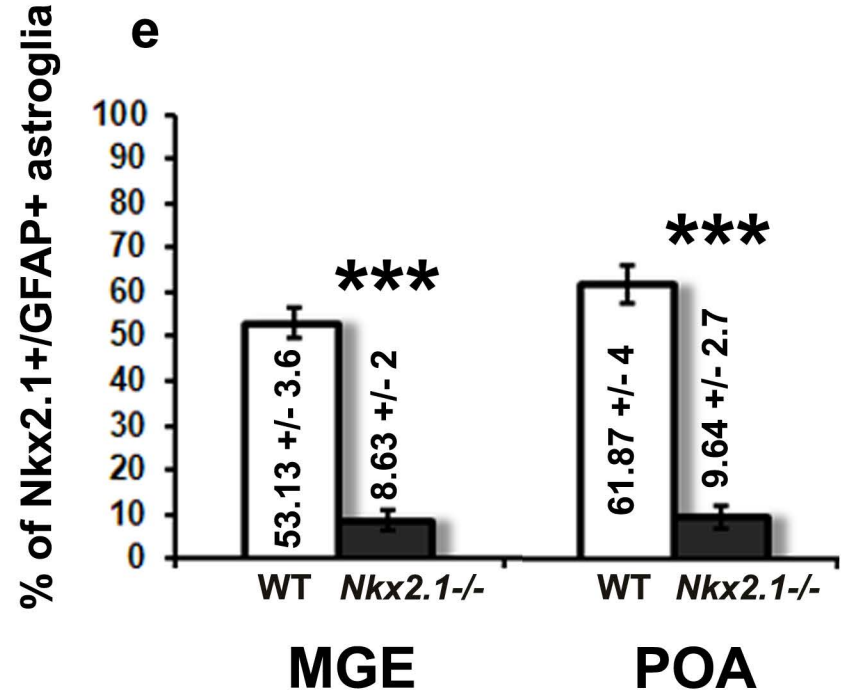 e
% of Nkx2.1+/GFAP+ astroglia
100
90
80
70
60
50
40
30
20
10
0
***
***
53.13 +/- 3.6
8.63 +/- 2
61.87 +/- 4
9.64 +/- 2.7
WT Nkx2.1-/- WT Nkx2.1-/-
MGE POA